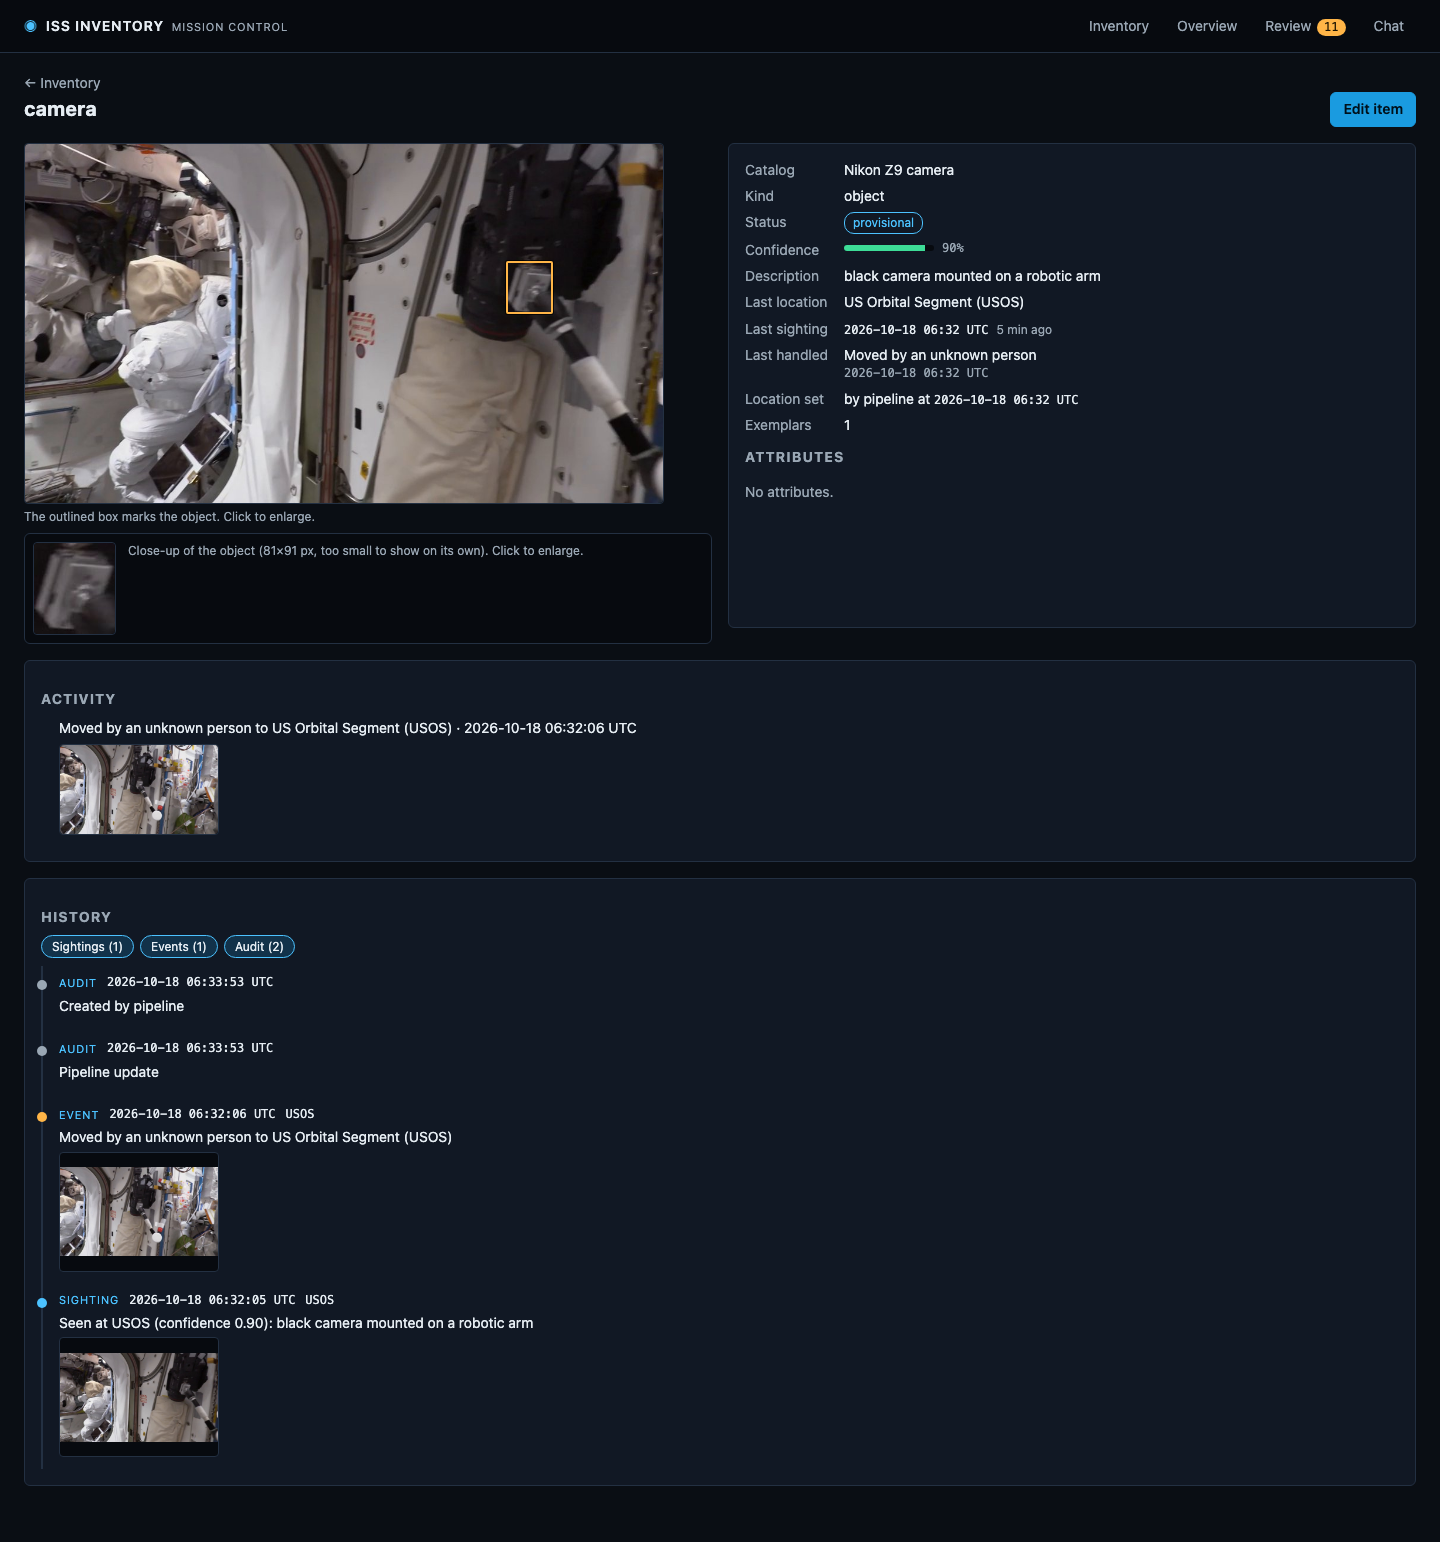 ISS INVENTORY MISSION CONTROL
Inventory Overview Review 11 Chat
← Inventory
camera
Edit item
The outlined box marks the object. Click to enlarge.
Close-up of the object (81×91 px, too small to show on its own). Click to enlarge.
Catalog Nikon Z9 camera
Kind object
Status provisional
Confidence 90%
Description black camera mounted on a robotic arm
Last location US Orbital Segment (USOS)
Last sighting 2026-10-18 06:32 UTC 5 min ago
Last handled Moved by an unknown person
2026-10-18 06:32 UTC
Location set by pipeline at 2026-10-18 06:32 UTC
Exemplars 1
ATTRIBUTES
No attributes.
ACTIVITY
Moved by an unknown person to US Orbital Segment (USOS) · 2026-10-18 06:32:06 UTC
HISTORY
Sightings (1) Events (1) Audit (2)
AUDIT 2026-10-18 06:33:53 UTC
Created by pipeline
AUDIT 2026-10-18 06:33:53 UTC
Pipeline update
EVENT 2026-10-18 06:32:06 UTC USOS
Moved by an unknown person to US Orbital Segment (USOS)
SIGHTING 2026-10-18 06:32:05 UTC USOS
Seen at USOS (confidence 0.90): black camera mounted on a robotic arm